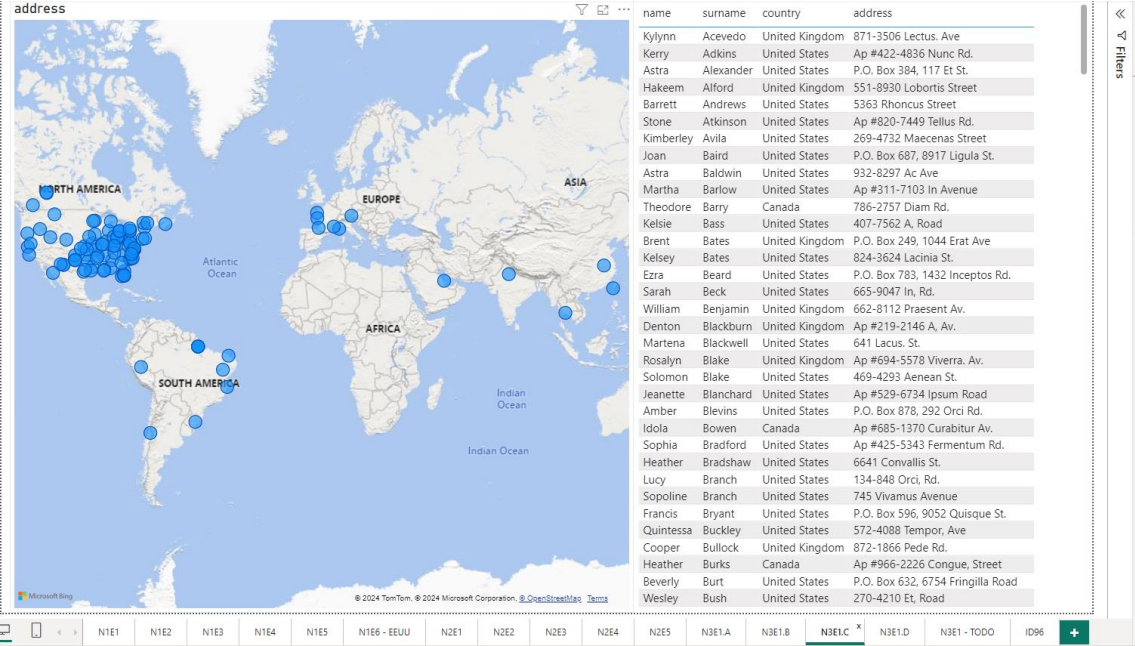 address
NORTH AMERICA
EUROPE
ASIA
Atlantic
Ocean
AFRICA
SOUTH AMERICA
Indian
Ocean
Indian Ocean
Microsoft Bing
© 2024 TomTom, © 2024 Microsoft Corporation, © OpenStreetMap Terms
name surname country address
Kylynn Acevedo United Kingdom 871-3506 Lectus. Ave
Kerry Adkins United States Ap #422-4836 Nunc Rd.
Astra Alexander United States P.O. Box 384, 117 Et St.
Hakeem Alford United Kingdom 551-8930 Lobortis Street
Barrett Andrews United States 5363 Rhoncus Street
Stone Atkinson United States Ap #820-7449 Tellus Rd.
Kimberley Avila United States 269-4732 Maecenas Street
Joan Baird United States P.O. Box 687, 8917 Ligula St.
Astra Baldwin United States 932-8297 Ac Ave
Martha Barlow United States Ap #311-7103 In Avenue
Theodore Barry Canada 786-2757 Diam Rd.
Kelsie Bass United States 407-7562 A, Road
Brent Bates United Kingdom P.O. Box 249, 1044 Erat Ave
Kelsey Bates United States 824-3624 Lacinia St.
Ezra Beard United States P.O. Box 783, 1432 Inceptos Rd.
Sarah Beck United States 665-9047 In, Rd.
William Benjamin United Kingdom 662-8112 Praesent Av.
Denton Blackburn United Kingdom Ap #219-2146 A, Av.
Martena Blackwell United States 641 Lacus. St.
Rosalyn Blake United Kingdom Ap #694-5578 Viverra. Av.
Solomon Blake United States 469-4293 Aenean St.
Jeanette Blanchard United States Ap #529-6734 Ipsum Road
Amber Blevins United States P.O. Box 878, 292 Orci Rd.
Idola Bowen Canada Ap #685-1370 Curabitur Av.
Sophia Bradford United States Ap #425-5343 Fermentum Rd.
Heather Bradshaw United States 6641 Convallis St.
Lucy Branch United States 134-848 Orci, Rd.
Sopoline Branch United States 745 Vivamus Avenue
Francis Bryant United States P.O. Box 596, 9052 Quisque St.
Quintessa Buckley United States 572-4088 Tempor, Ave
Cooper Bullock United Kingdom 872-1866 Pede Rd.
Heather Burks Canada Ap #966-2226 Congue, Street
Beverly Burt United States P.O. Box 632, 6754 Fringilla Road
Wesley Bush United States 270-4210 Et, Road
Filters
N1E1 N1E2 N1E3 N1E4 N1E5 N1E6 - EEUU N2E1 N2E2 N2E3 N2E4 N2E5 N3E1.A N3E1.B N3E1.C N3E1.D N3E1 - TODO ID96